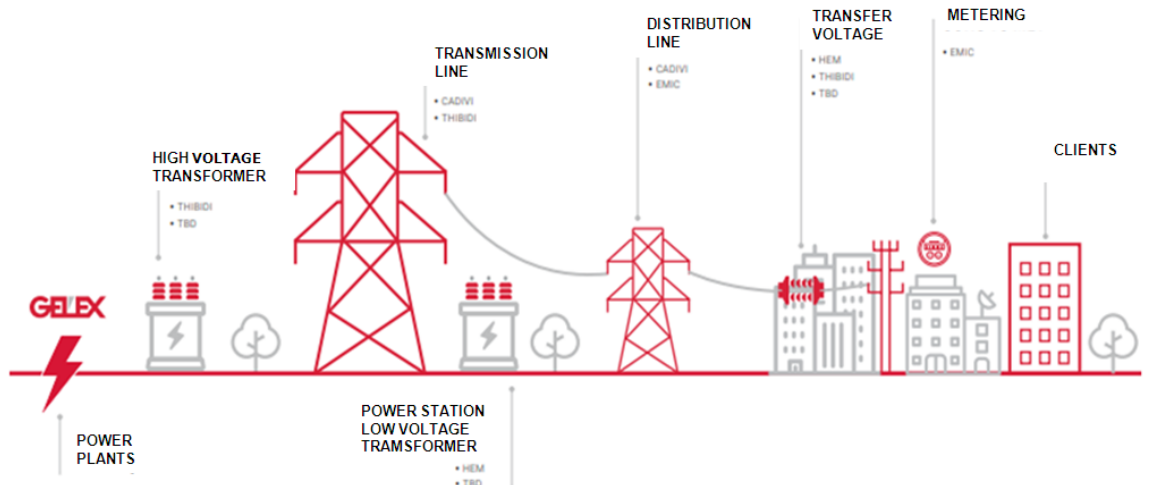 TRANSFER
VOLTAGE
• HEM
• THIBIDI
• TBD
METERING
• EMIC
DISTRIBUTION
LINE
• CADIVI
• EMIC
TRANSMISSION
LINE
• CADIVI
• THIBIDI
HIGH VOLTAGE
TRANSFORMER
• THIBIDI
• TBD
CLIENTS
GELEX
POWER
PLANTS
POWER STATION
LOW VOLTAGE
TRAMSFORMER
• HEM
• TBD